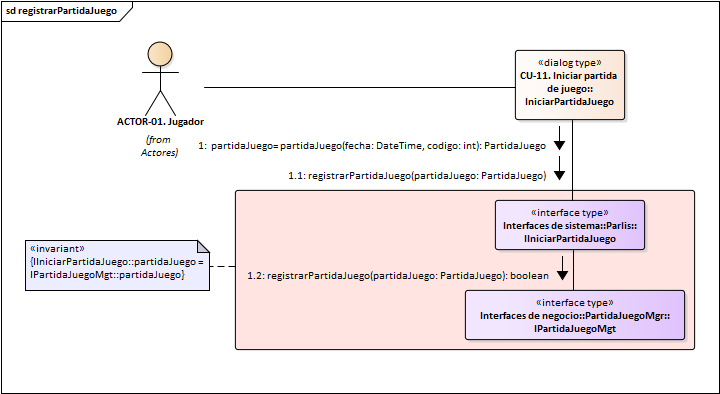 sd registrarPartidaJuego
«dialog type»
CU-11. Iniciar partida
de juego::
IniciarPartidaJuego
ACTOR-01. Jugador
(from
Actores)
1: partidaJuego= partidaJuego(fecha: DateTime, codigo: int): PartidaJuego
1.1: registrarPartidaJuego(partidaJuego: PartidaJuego)
«interface type»
Interfaces de sistema::Parlis::
IIniciarPartidaJuego
«invariant»
{IIniciarPartidaJuego::partidaJuego =
IPartidaJuegoMgt::partidaJuego}
1.2: registrarPartidaJuego(partidaJuego: PartidaJuego): boolean
«interface type»
Interfaces de negocio::PartidaJuegoMgr::
IPartidaJuegoMgt